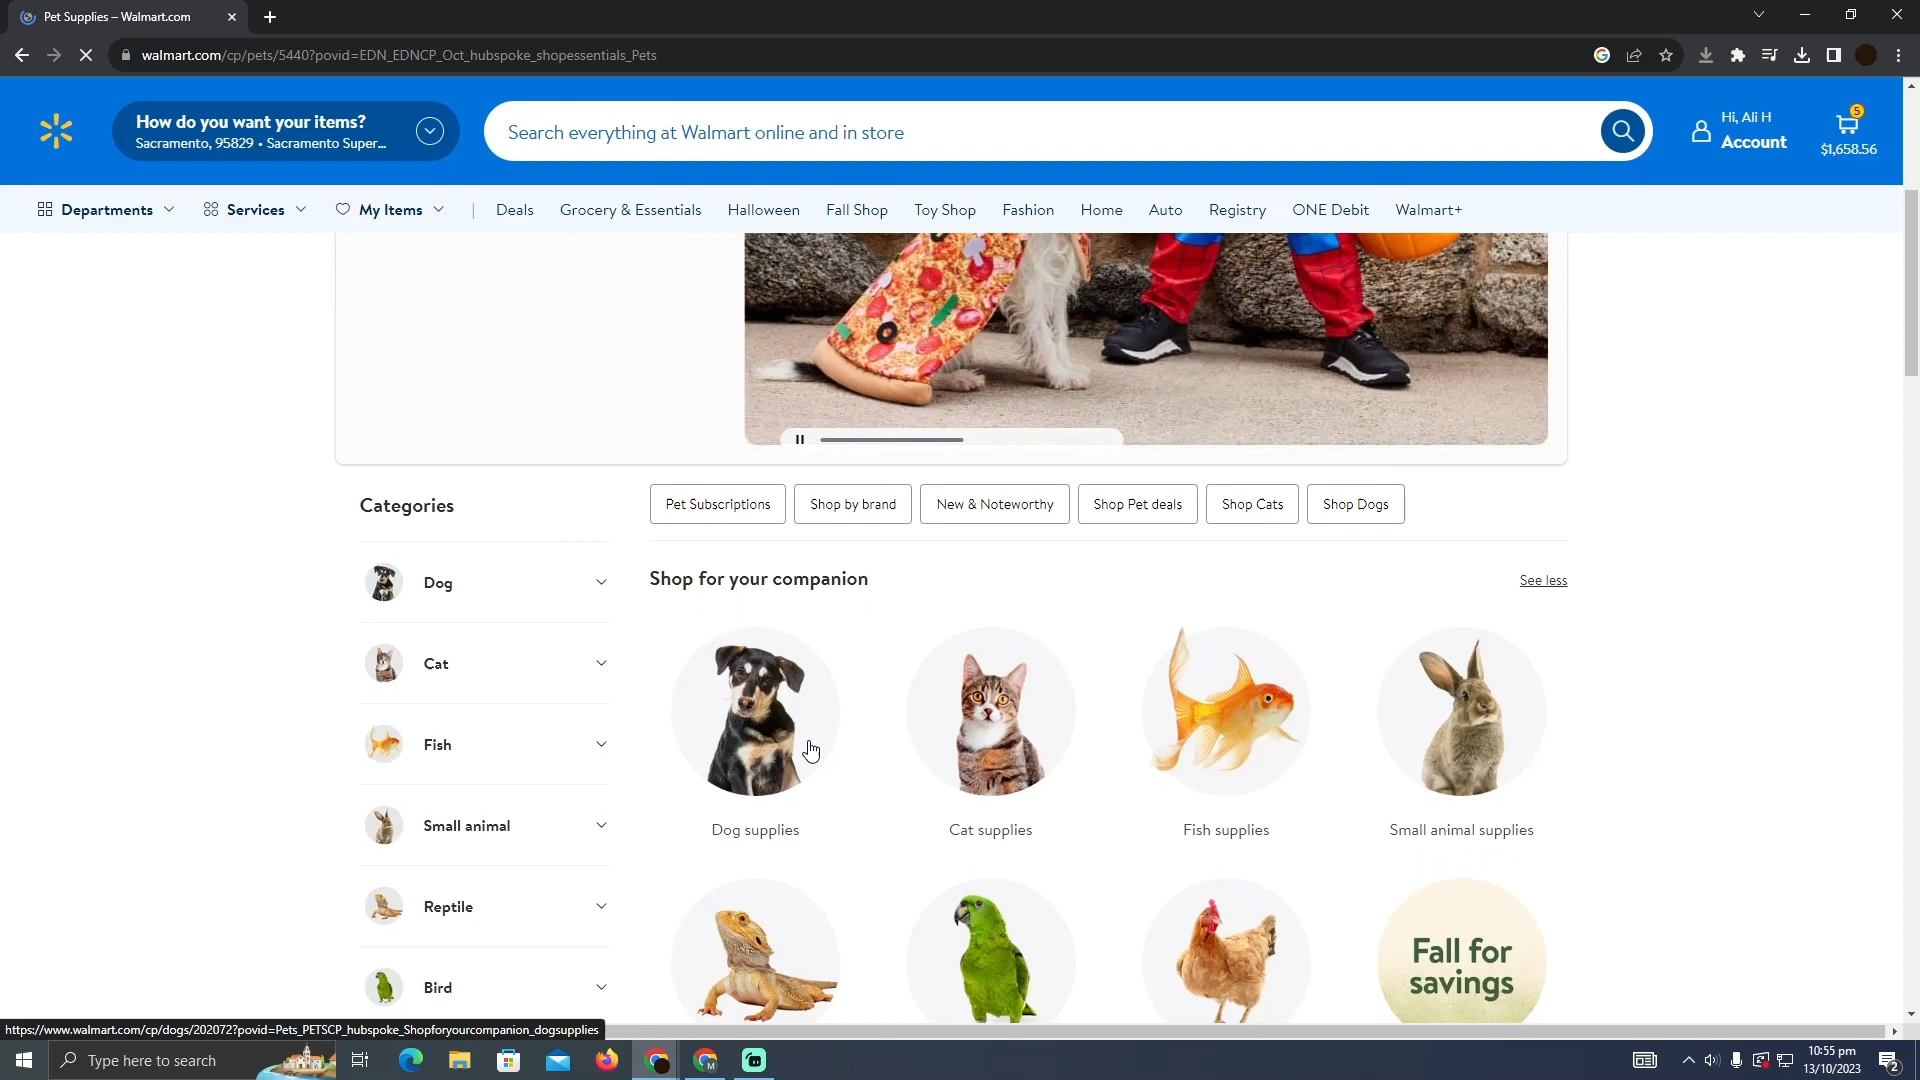 Pet Supplies – Walmart.com
walmart.com/cp/pets/5440?povid=EDN_EDNCP_Oct_hubspoke_shopessentials_Pets
How do you want your items?
Sacramento, 95829 • Sacramento Super...
Search everything at Walmart online and in store
Hi, Ali H
Account
5
$1,658.56
Departments
Services
My Items
Deals
Grocery & Essentials
Halloween
Fall Shop
Toy Shop
Fashion
Home
Auto
Registry
ONE Debit
Walmart+
Categories
Pet Subscriptions
Shop by brand
New & Noteworthy
Shop Pet deals
Shop Cats
Shop Dogs
Dog
Cat
Fish
Small animal
Reptile
Bird
Shop for your companion
See less
Dog supplies
Cat supplies
Fish supplies
Small animal supplies
Fall for
savings
https://www.walmart.com/cp/dogs/202072?povid=Pets_PETSCP_hubspoke_Shopforyourcompanion_dogsupplies
Type here to search
M
10:55 pm
13/10/2023
2